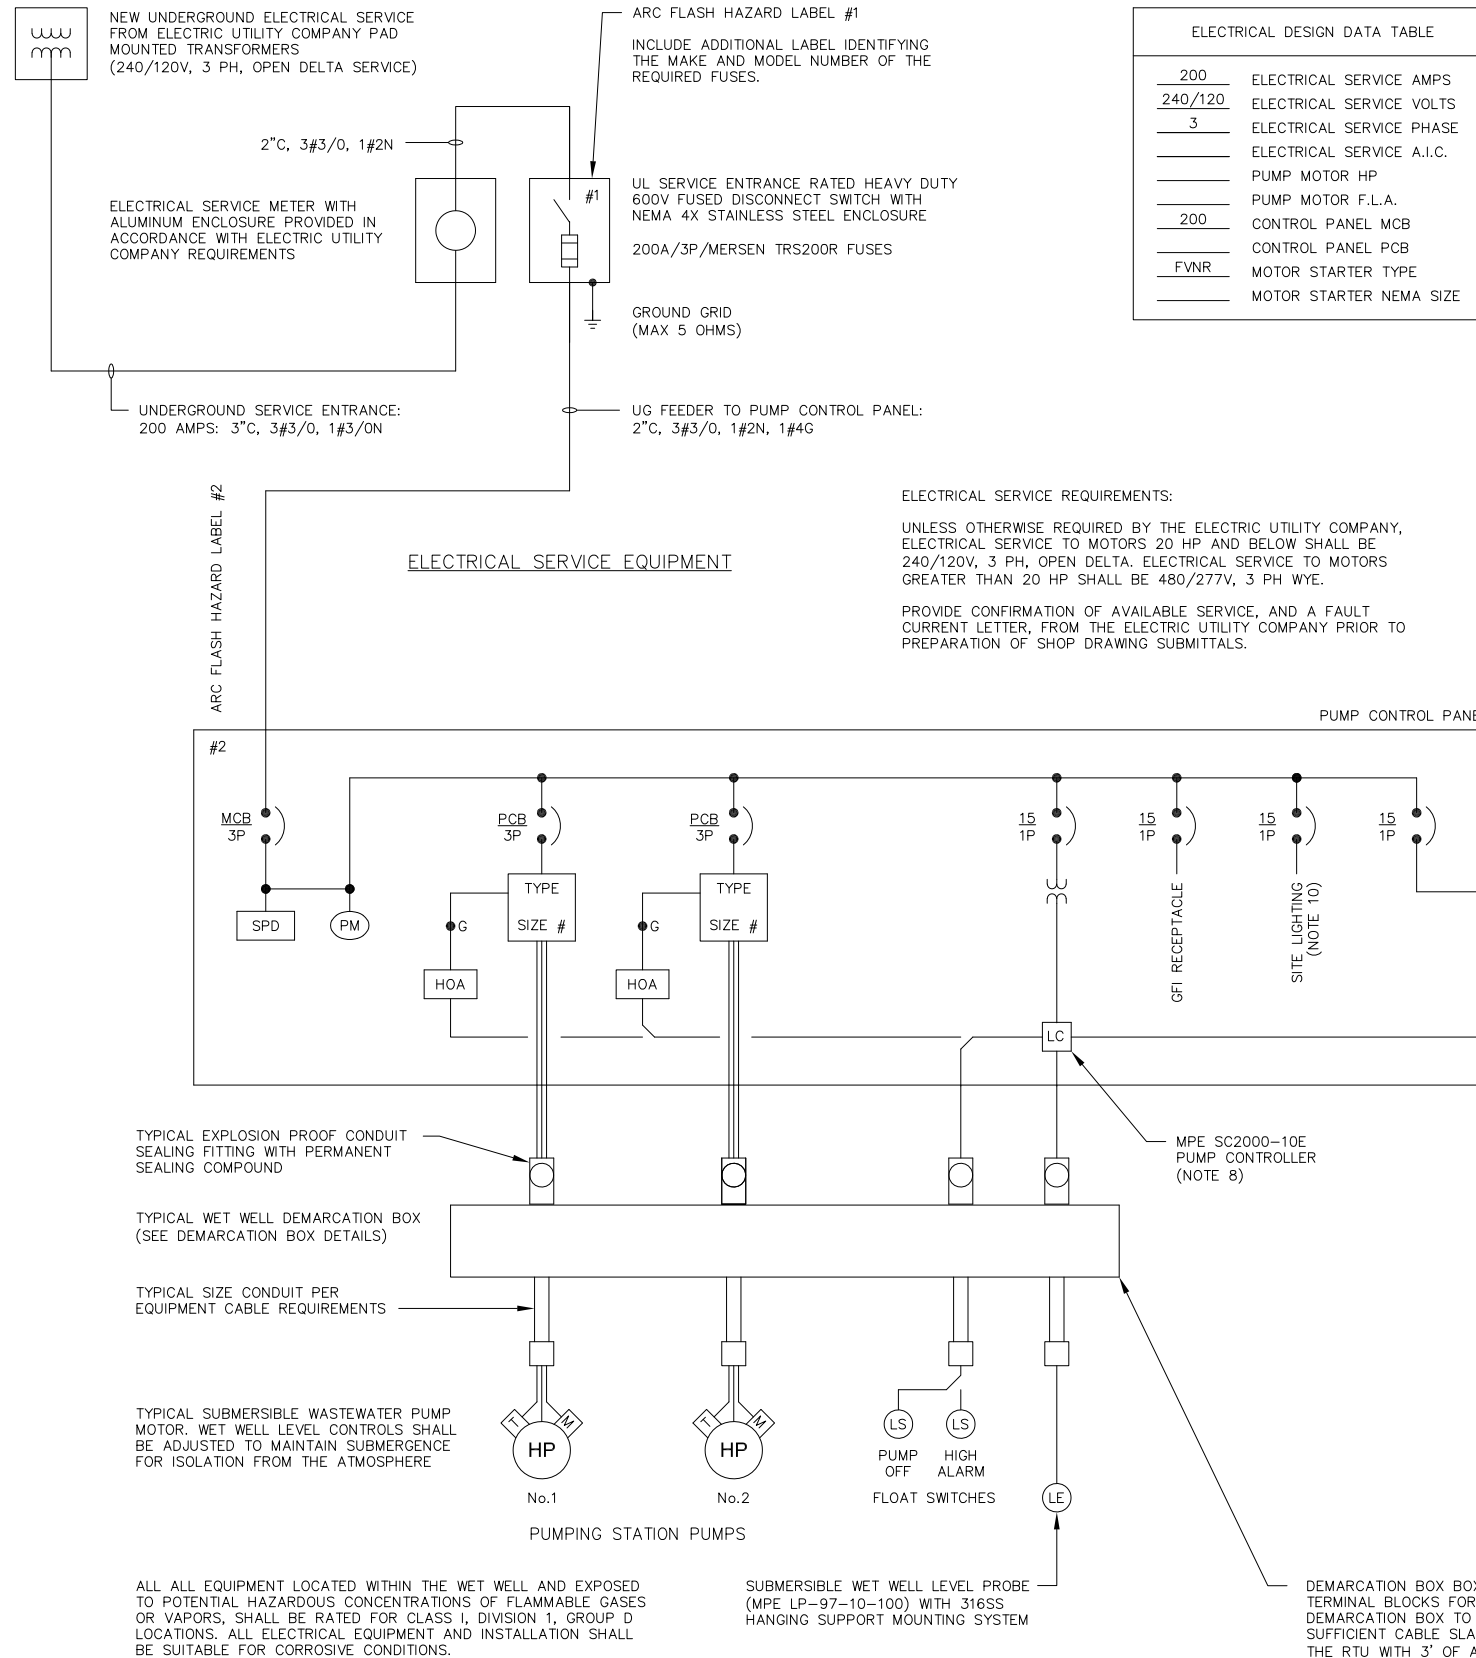 NEW UNDERGROUND ELECTRICAL SERVICE
FROM ELECTRIC UTILITY COMPANY PAD
MOUNTED TRANSFORMERS
(240/120V, 3 PH, OPEN DELTA SERVICE)
ARC FLASH HAZARD LABEL #1
INCLUDE ADDITIONAL LABEL IDENTIFYING
THE MAKE AND MODEL NUMBER OF THE
REQUIRED FUSES.
ELECTRICAL DESIGN DATA TABLE
200 ELECTRICAL SERVICE AMPS
240/120 ELECTRICAL SERVICE VOLTS
3 ELECTRICAL SERVICE PHASE
ELECTRICAL SERVICE A.I.C.
PUMP MOTOR HP
PUMP MOTOR F.L.A.
200 CONTROL PANEL MCB
CONTROL PANEL PCB
FVNR MOTOR STARTER TYPE
MOTOR STARTER NEMA SIZE
2"C, 3#3/0, 1#2N
ELECTRICAL SERVICE METER WITH
ALUMINUM ENCLOSURE PROVIDED IN
ACCORDANCE WITH ELECTRIC UTILITY
COMPANY REQUIREMENTS
#1
UL SERVICE ENTRANCE RATED HEAVY DUTY
600V FUSED DISCONNECT SWITCH WITH
NEMA 4X STAINLESS STEEL ENCLOSURE
200A/3P/MERSEN TRS200R FUSES
GROUND GRID
(MAX 5 OHMS)
UNDERGROUND SERVICE ENTRANCE:
200 AMPS: 3"C, 3#3/0, 1#3/0N
UG FEEDER TO PUMP CONTROL PANEL:
2"C, 3#3/0, 1#2N, 1#4G
ARC FLASH HAZARD LABEL #2
ELECTRICAL SERVICE EQUIPMENT
ELECTRICAL SERVICE REQUIREMENTS:
UNLESS OTHERWISE REQUIRED BY THE ELECTRIC UTILITY COMPANY,
ELECTRICAL SERVICE TO MOTORS 20 HP AND BELOW SHALL BE
240/120V, 3 PH, OPEN DELTA. ELECTRICAL SERVICE TO MOTORS
GREATER THAN 20 HP SHALL BE 480/277V, 3 PH WYE.
PROVIDE CONFIRMATION OF AVAILABLE SERVICE, AND A FAULT
CURRENT LETTER, FROM THE ELECTRIC UTILITY COMPANY PRIOR TO
PREPARATION OF SHOP DRAWING SUBMITTALS.
PUMP CONTROL PANE
#2
MCB
3P
PCB
3P
PCB
3P
15
1P
15
1P
15
1P
15
1P
SPD
PM
TYPE
SIZE #
G
HOA
TYPE
SIZE #
G
HOA
GFI RECEPTACLE
SITE LIGHTING
(NOTE 10)
LC
TYPICAL EXPLOSION PROOF CONDUIT
SEALING FITTING WITH PERMANENT
SEALING COMPOUND
MPE SC2000-10E
PUMP CONTROLLER
(NOTE 8)
TYPICAL WET WELL DEMARCATION BOX
(SEE DEMARCATION BOX DETAILS)
TYPICAL SIZE CONDUIT PER
EQUIPMENT CABLE REQUIREMENTS
TYPICAL SUBMERSIBLE WASTEWATER PUMP
MOTOR. WET WELL LEVEL CONTROLS SHALL
BE ADJUSTED TO MAINTAIN SUBMERGENCE
FOR ISOLATION FROM THE ATMOSPHERE
T
M
HP
No.1
T
M
HP
No.2
PUMPING STATION PUMPS
LS
LS
PUMP
OFF
HIGH
ALARM
FLOAT SWITCHES
LE
ALL ALL EQUIPMENT LOCATED WITHIN THE WET WELL AND EXPOSED
TO POTENTIAL HAZARDOUS CONCENTRATIONS OF FLAMMABLE GASES
OR VAPORS, SHALL BE RATED FOR CLASS I, DIVISION 1, GROUP D
LOCATIONS. ALL ELECTRICAL EQUIPMENT AND INSTALLATION SHALL
BE SUITABLE FOR CORROSIVE CONDITIONS.
SUBMERSIBLE WET WELL LEVEL PROBE
(MPE LP-97-10-100) WITH 316SS
HANGING SUPPORT MOUNTING SYSTEM
DEMARCATION BOX BOX
TERMINAL BLOCKS FOR
DEMARCATION BOX TO
SUFFICIENT CABLE SLA
THE RTU WITH 3' OF A